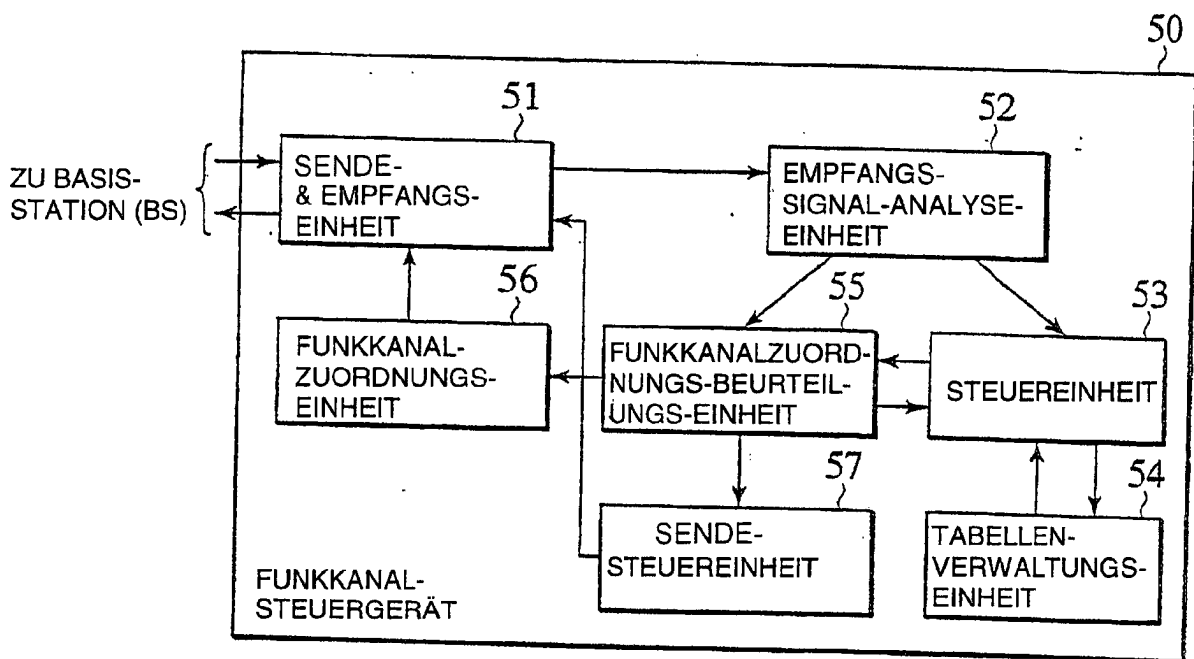 50
51
52
ZU BASIS-
STATION (BS)
SENDE-
& EMPFANGS-
EINHEIT
EMPFANGS-
SIGNAL-ANALYSE-
EINHEIT
56
55
53
FUNKKANAL-
ZUORDNUNGS-
EINHEIT
FUNKKANALZUORD-
NUNGS-BEURTEIL-
UNGS-EINHEIT
STEUEREINHEIT
57
54
SENDE-
STEUEREINHEIT
TABELLEN-
VERWALTUNGS-
EINHEIT
FUNKKANAL-
STEUERGERÄT